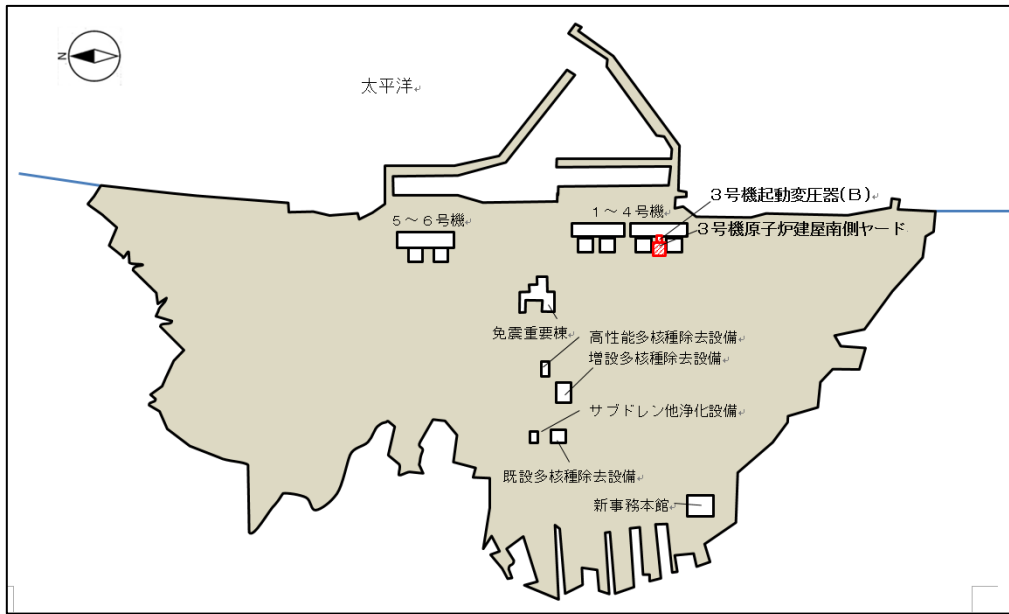 N
太平洋
3号機起動変圧器(B)
5～6号機
1～4号機
3号機原子炉建屋南側ヤード
免震重要棟
高性能多核種除去設備
増設多核種除去設備
サブドレン他浄化設備
既設多核種除去設備
新事務本館